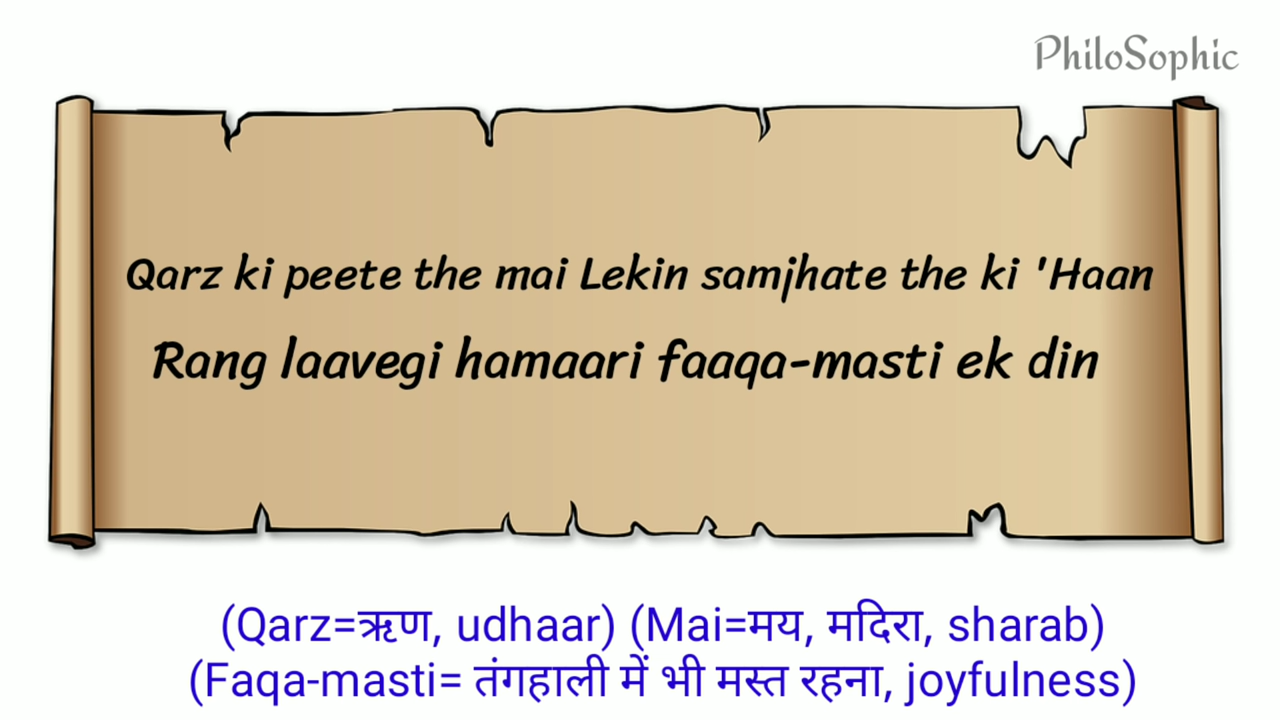 PhiloSophic
Qarz ki peete the mai Lekin samjhate the ki 'Haan
Rang laavegi hamaari faaqa-masti ek din
(Qarz=ऋण, udhaar) (Mai=मय, मदिरा, sharab)
(Faqa-masti= तंगहाली में भी मस्त रहना, joyfulness)